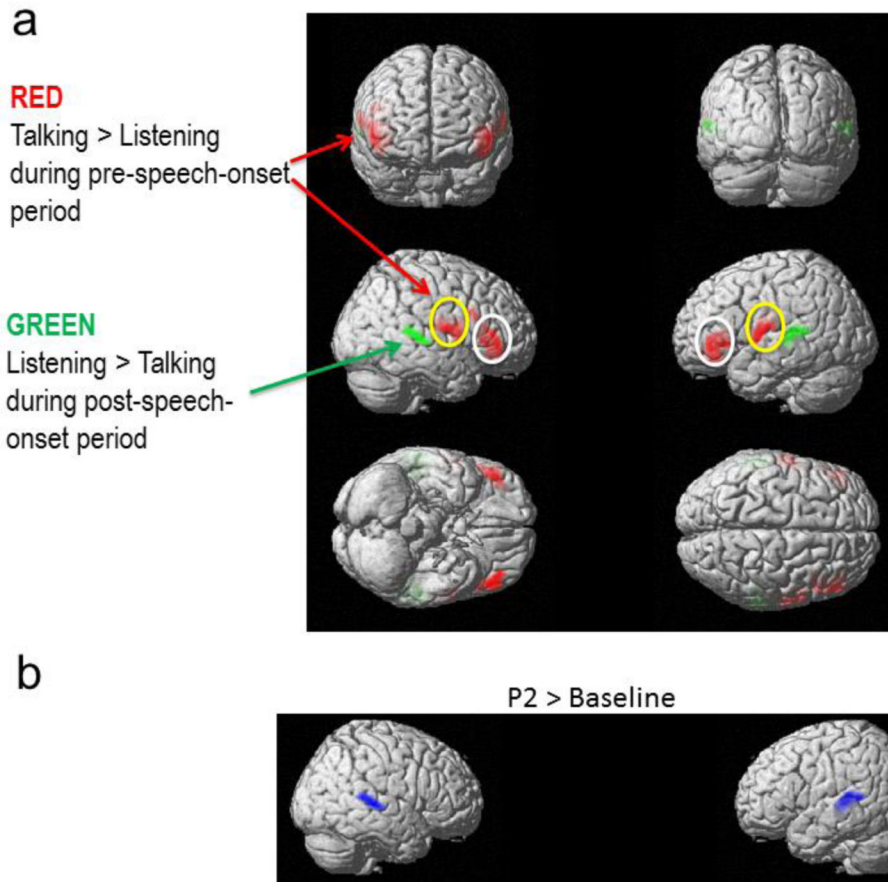 a
RED
Talking > Listening
during pre-speech-onset
period
GREEN
Listening > Talking
during post-speech-
onset period
b
P2 > Baseline